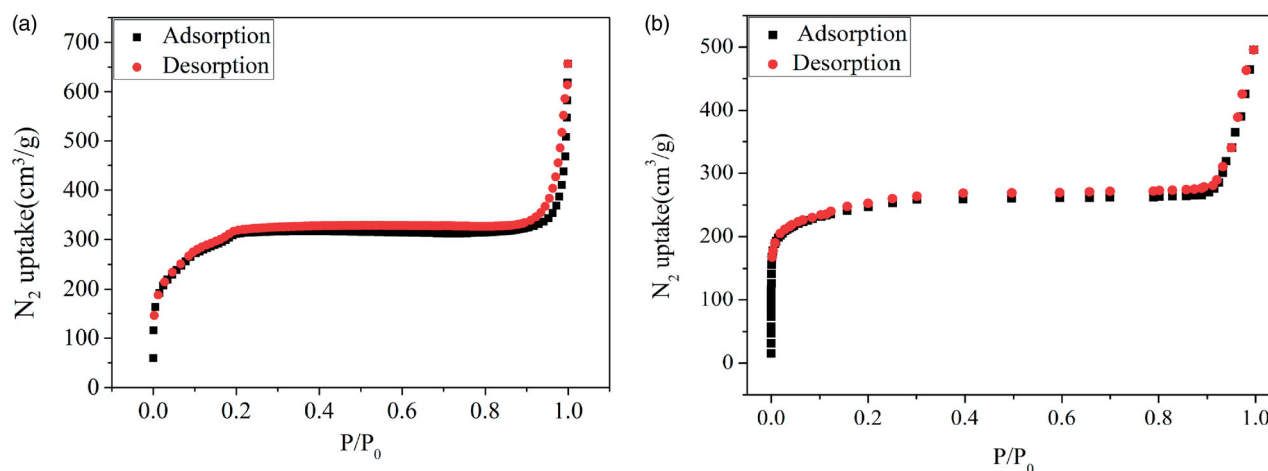 (a)
Adsorption
Desorption
700
600
500
400
300
200
100
0
N₂ uptake(cm³/g)
0.0 0.2 0.4 0.6 0.8 1.0
P/P₀
(b)
Adsorption
Desorption
500
400
300
200
100
0
N₂ uptake(cm³/g)
0.0 0.2 0.4 0.6 0.8 1.0
P/P₀